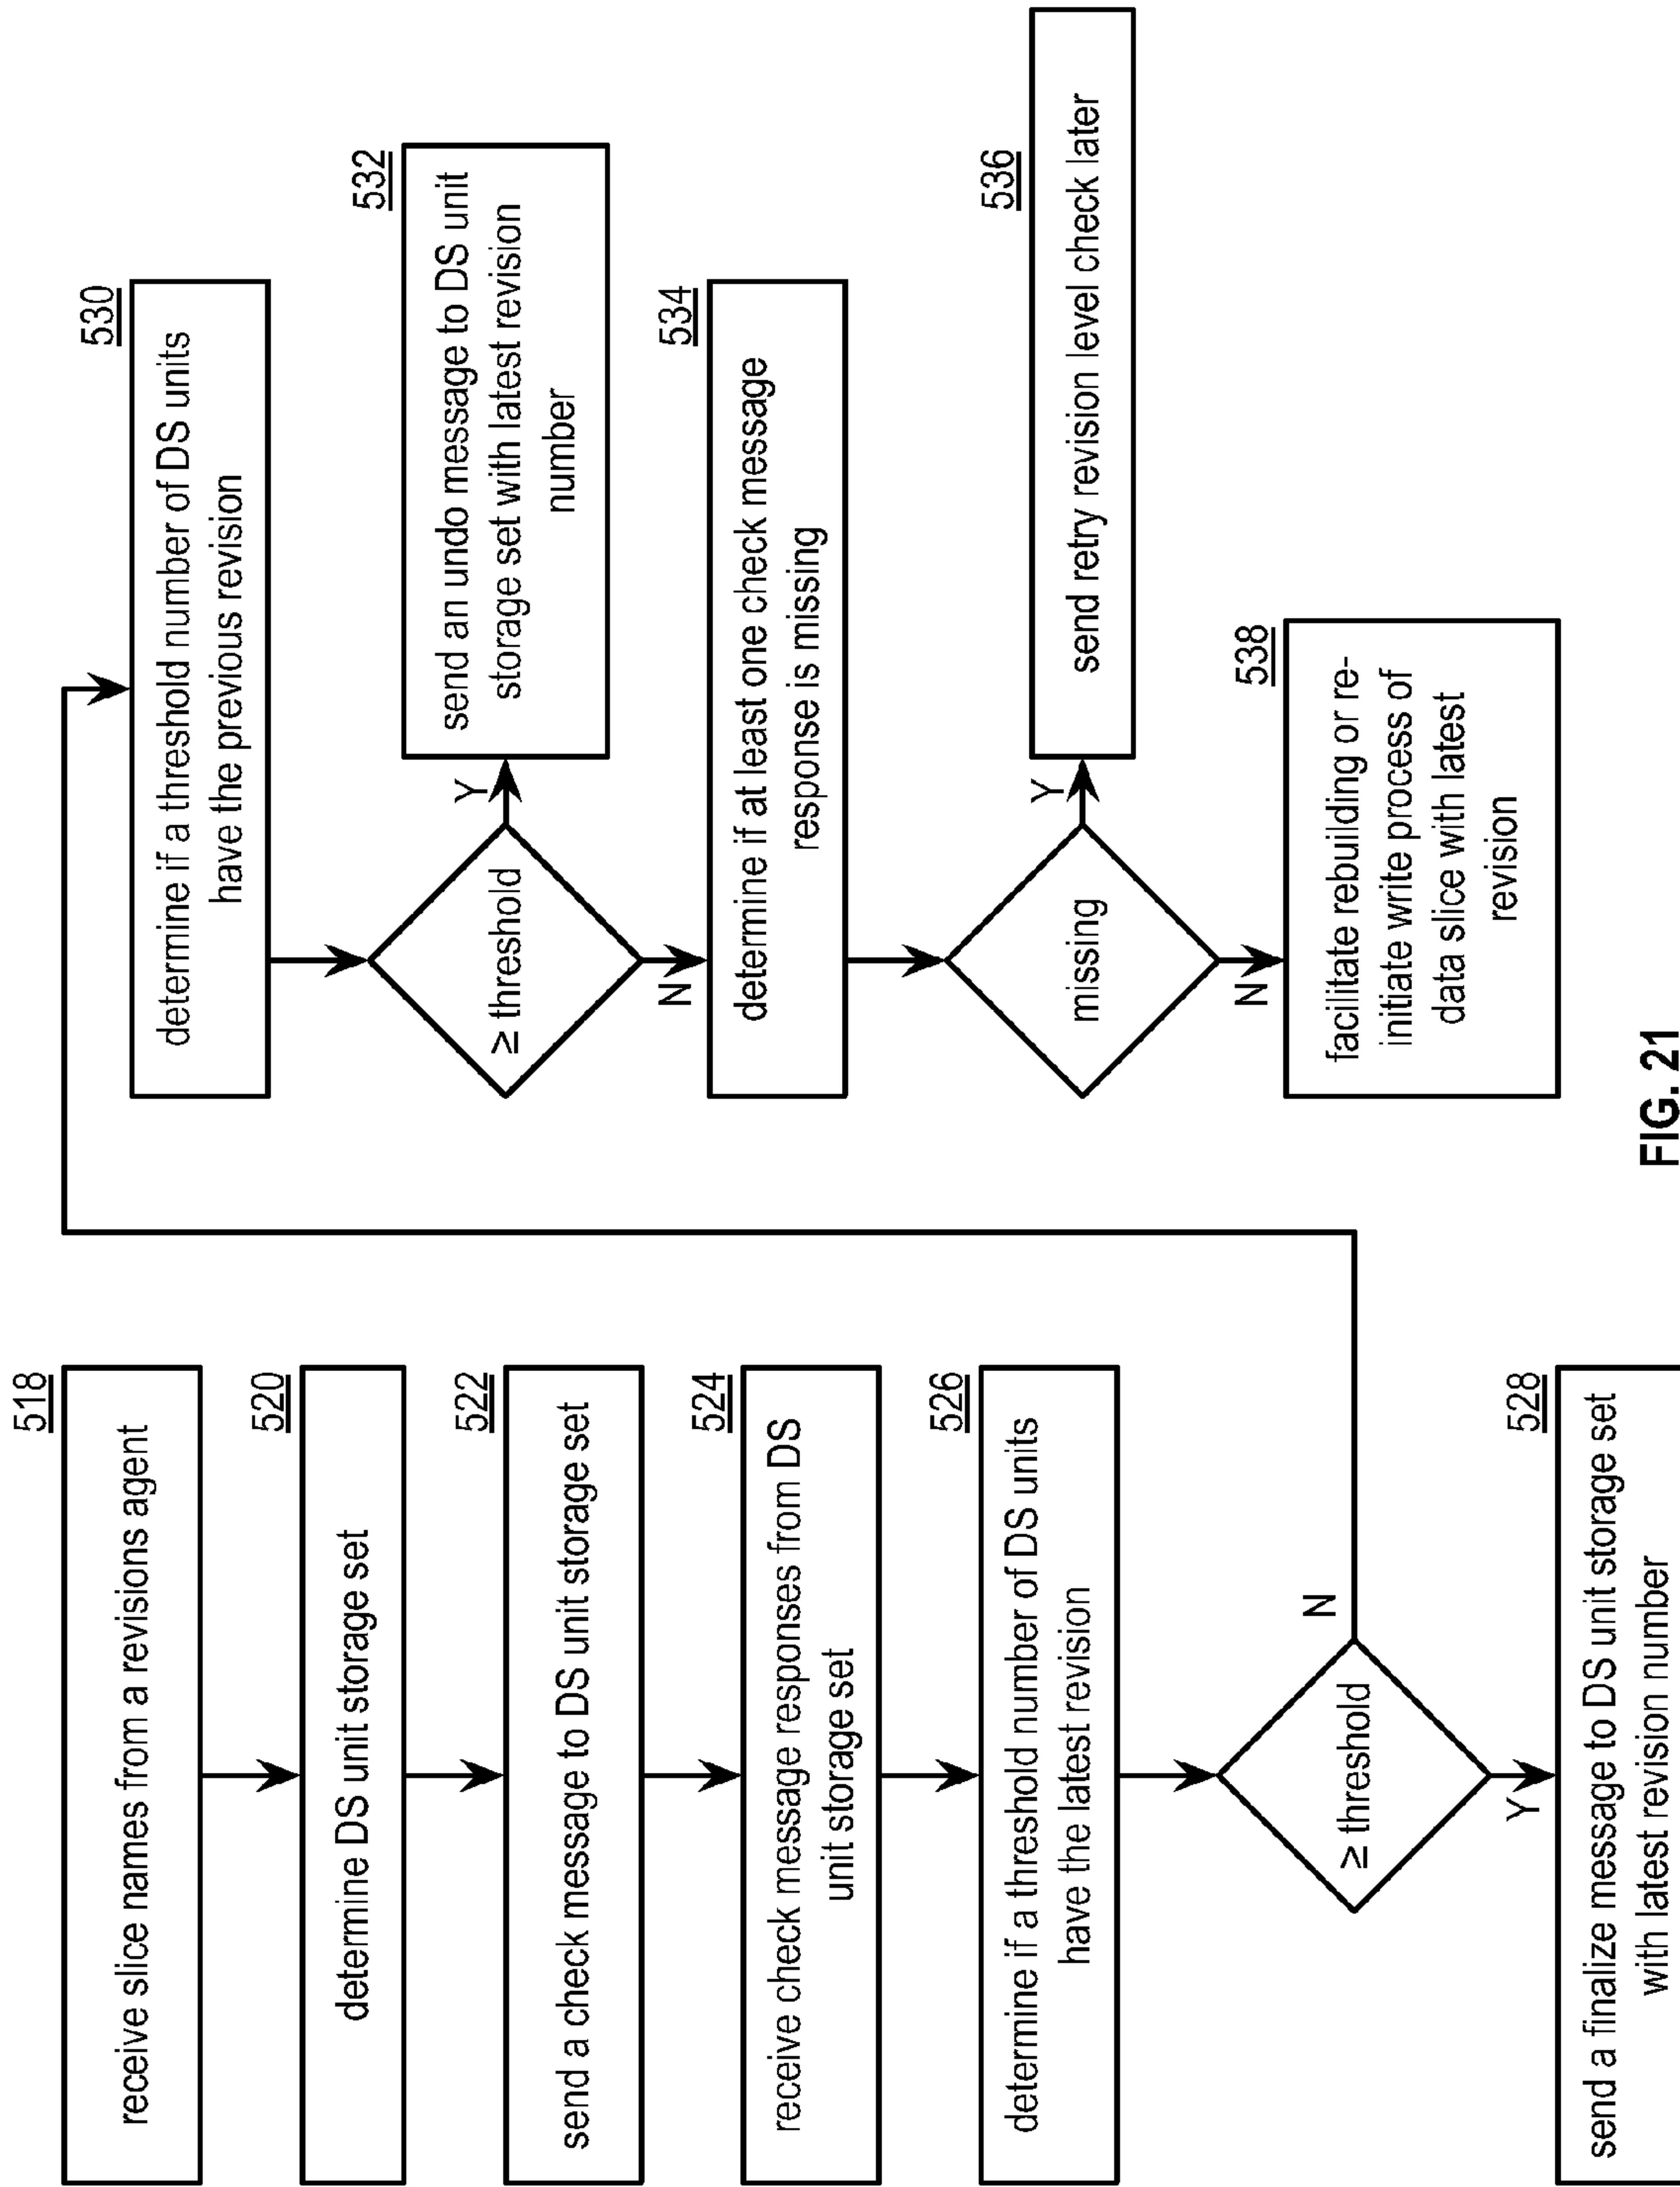 518
receive slice names from a revisions agent
520
determine DS unit storage set
522
send a check message to DS unit storage set
524
receive check message responses from DS
unit storage set
526
determine if a threshold number of DS units
have the latest revision
≥ threshold
N
Y
528
send a finalize message to DS unit storage set
with latest revision number
530
determine if a threshold number of DS units
have the previous revision
≥ threshold
Y
N
532
send an undo message to DS unit
storage set with latest revision
number
534
determine if at least one check message
response is missing
missing
Y
N
536
send retry revision level check later
538
facilitate rebuilding or re-
initiate write process of
data slice with latest
revision
FIG. 21